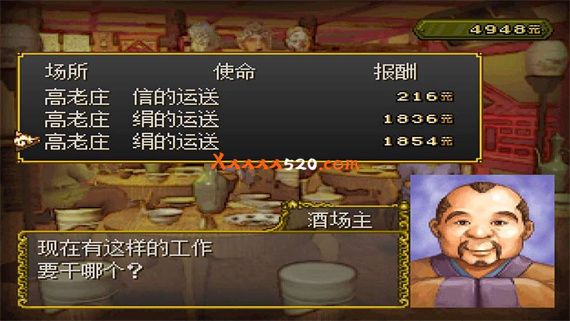 4948元
场所 使命 报酬
高老庄 信的运送 216元
高老庄 绢的运送 1836元
高老庄 绢的运送 1854元
Xxxxx520.com
酒场主
现在有这样的工作
要干哪个？